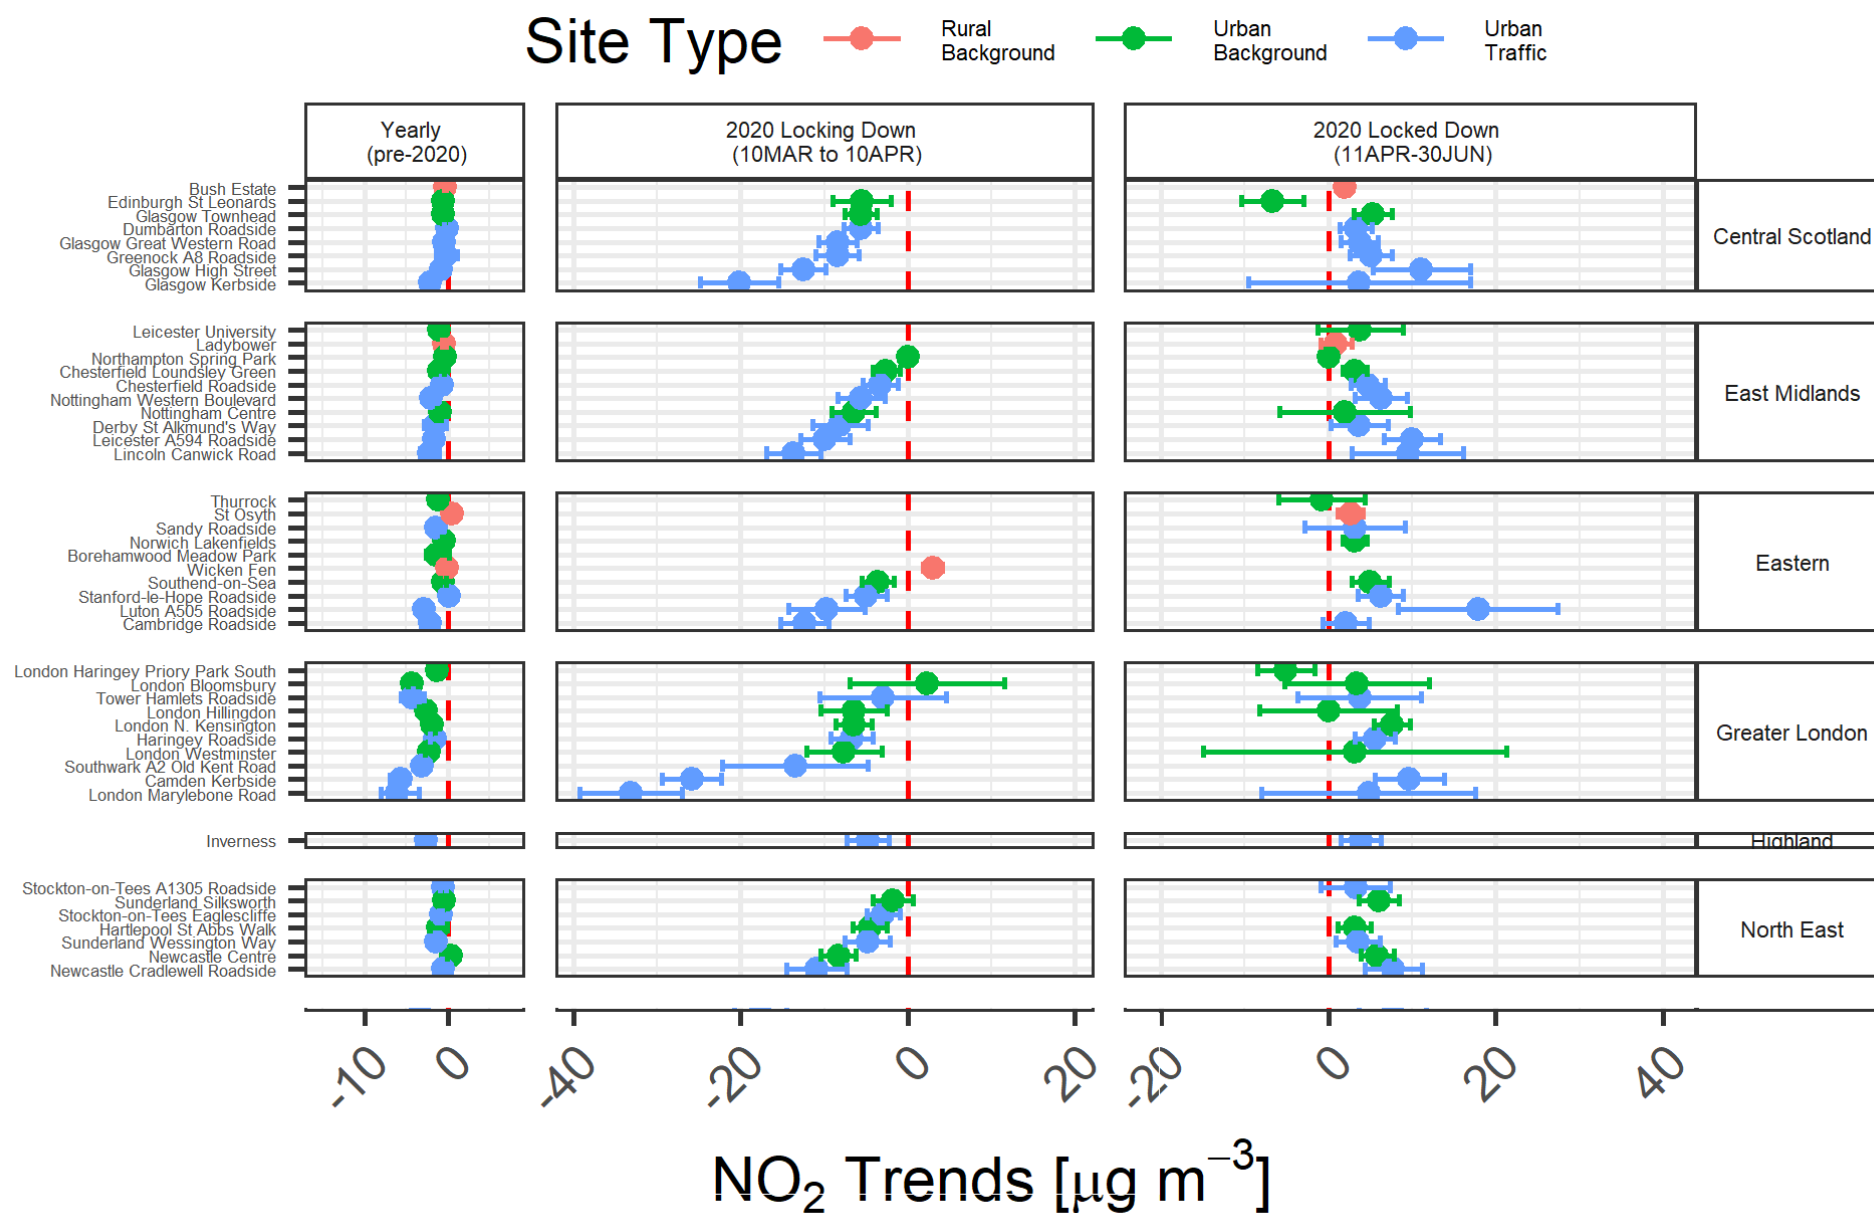 Site Type
Rural
Background
Urban
Background
Urban
Traffic
Yearly
(pre-2020)
2020 Locking Down
(10MAR to 10APR)
2020 Locked Down
(11APR-30JUN)
Bush Estate
Edinburgh St Leonards
Glasgow Townhead
Dumbarton Roadside
Glasgow Great Western Road
Greenock A8 Roadside
Glasgow High Street
Glasgow Kerbside
Central Scotland
Leicester University
Ladybower
Northampton Spring Park
Chesterfield Loundsley Green
Chesterfield Roadside
Nottingham Western Boulevard
Nottingham Centre
Derby St Alkmund's Way
Leicester A594 Roadside
Lincoln Canwick Road
East Midlands
Thurrock
St Osyth
Sandy Roadside
Norwich Lakenfields
Borehamwood Meadow Park
Wicken Fen
Southend-on-Sea
Stanford-le-Hope Roadside
Luton A505 Roadside
Cambridge Roadside
Eastern
London Haringey Priory Park South
London Bloomsbury
Tower Hamlets Roadside
London Hillingdon
London N. Kensington
Haringey Roadside
London Westminster
Southwark A2 Old Kent Road
Camden Kerbside
London Marylebone Road
Greater London
Inverness
Highland
Stockton-on-Tees A1305 Roadside
Sunderland Silksworth
Stockton-on-Tees Eaglescliffe
Hartlepool St Abbs Walk
Sunderland Wessington Way
Newcastle Centre
Newcastle Cradlewell Roadside
North East
-10 0 -40 -20 0 20 -20 0 20 40
NO₂ Trends [μg m⁻³]